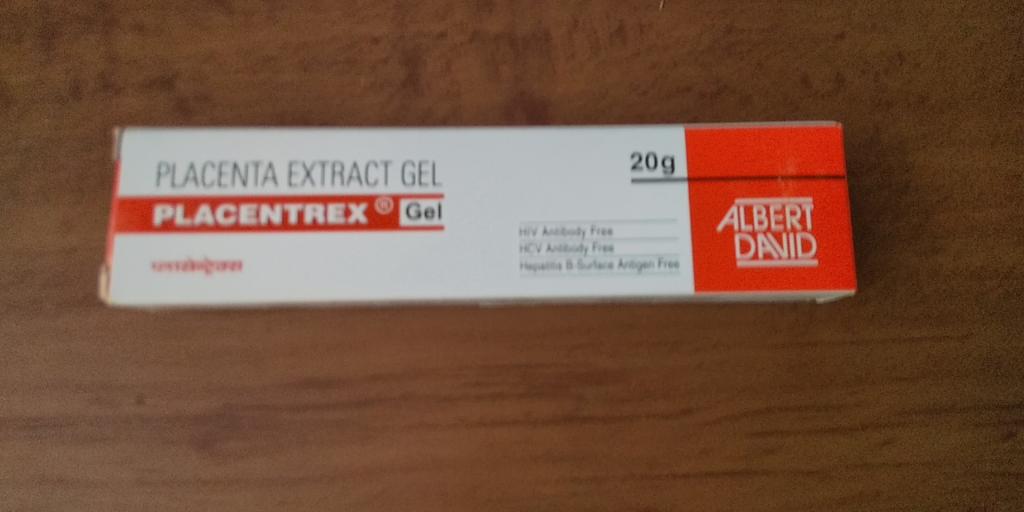 PLACENTA EXTRACT GEL
PLACENTREX® Gel
प्लासेन्ट्रेक्स
20g
HIV Antibody Free
HCV Antibody Free
Hepatitis B-Surface Antigen Free
ALBERT
DAVID